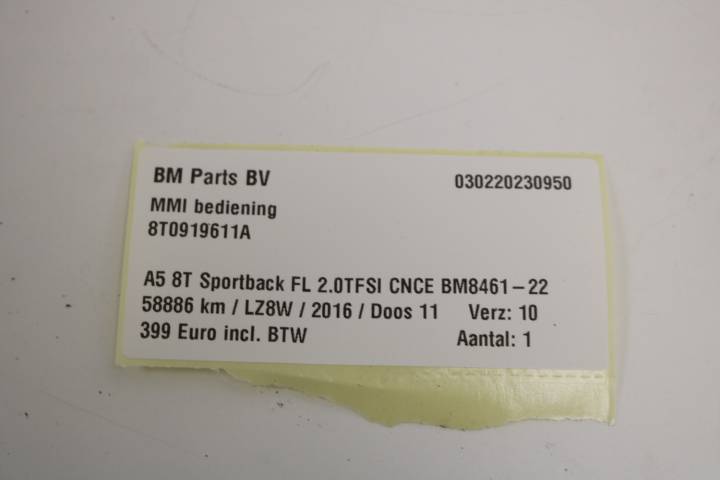 BM Parts BV 030220230950
MMI bediening
8T0919611A
A5 8T Sportback FL 2.0TFSI CNCE BM8461-22
58886 km / LZ8W / 2016 / Doos 11 Verz: 10
399 Euro incl. BTW Aantal: 1